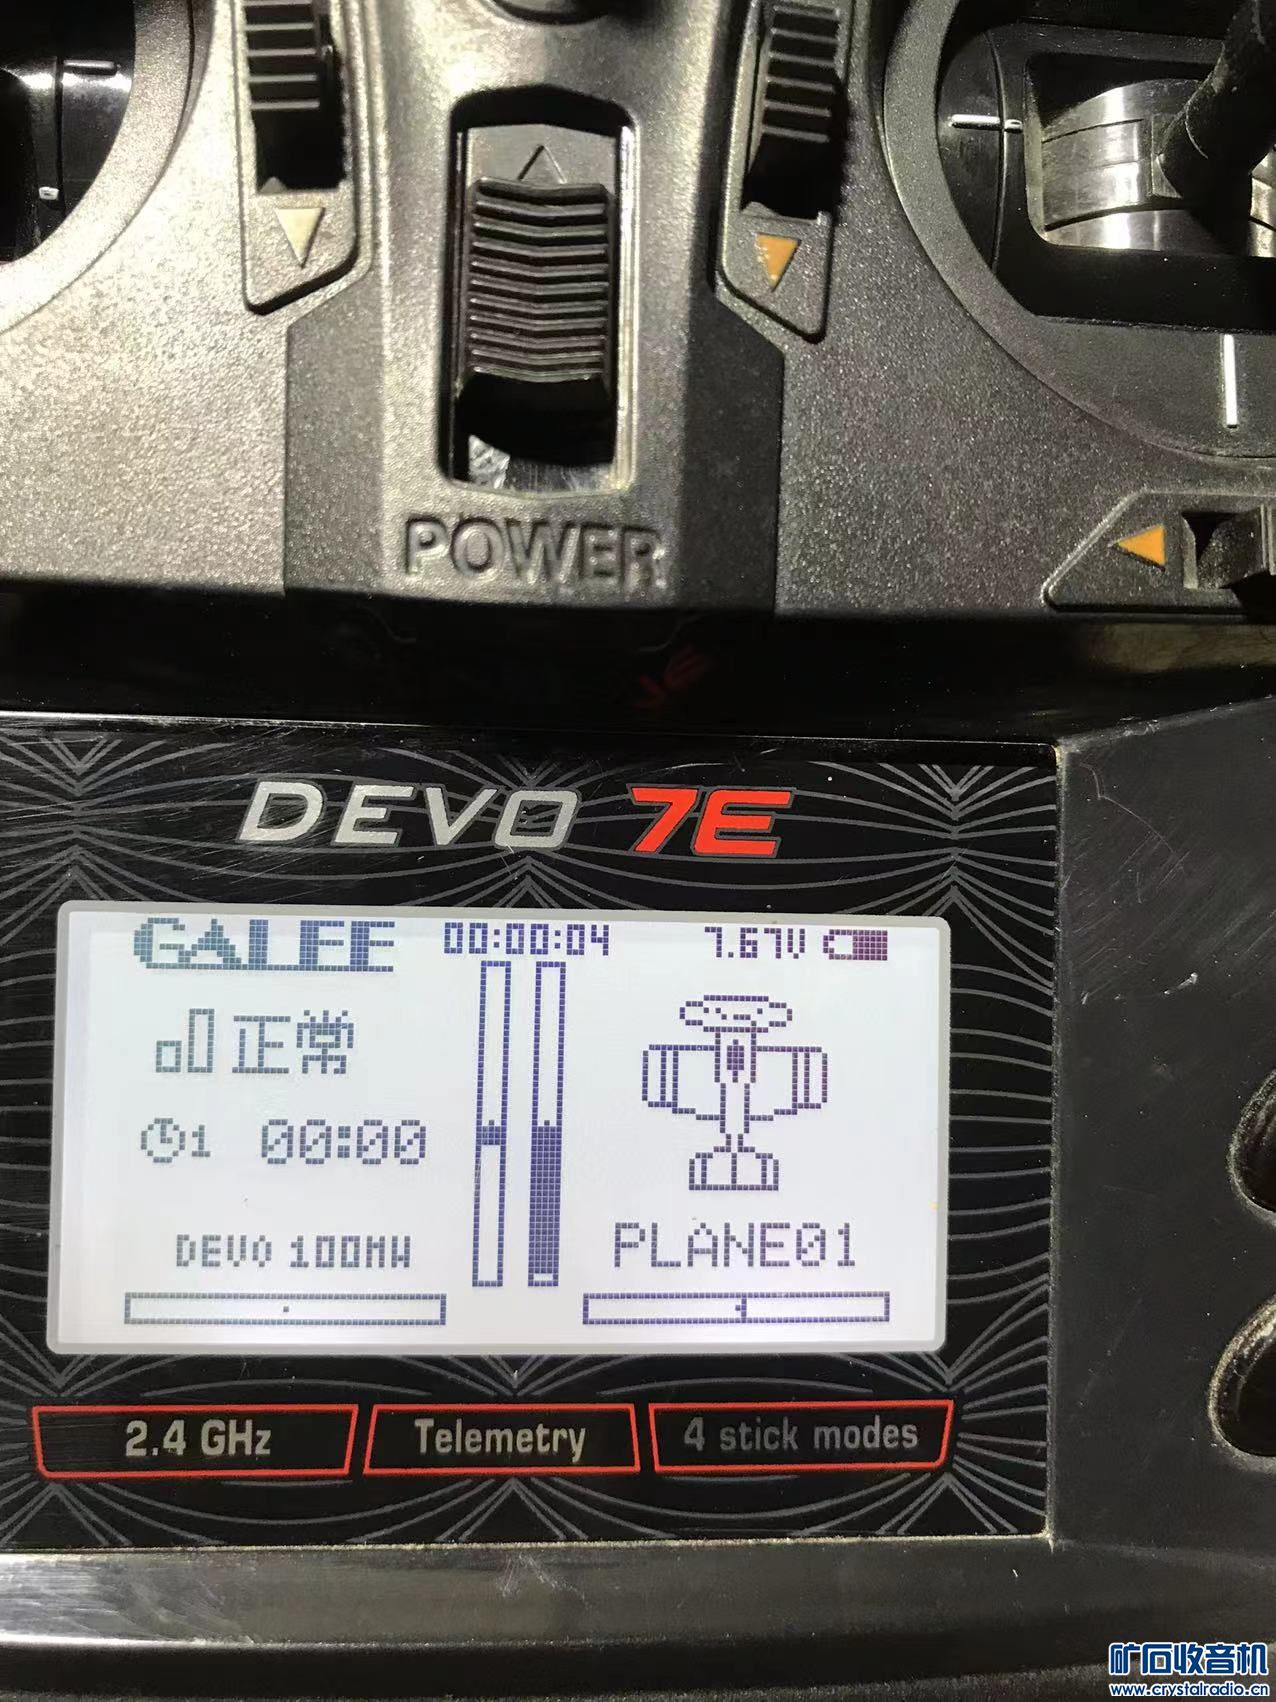 POWER
DEVO 7E
GALEE 00:00:04 7.67V
正常
1 00:00
DEVO 100MW
PLANE01
2.4 GHz Telemetry 4 stick modes
矿石收音机
www.crystalradio.cn